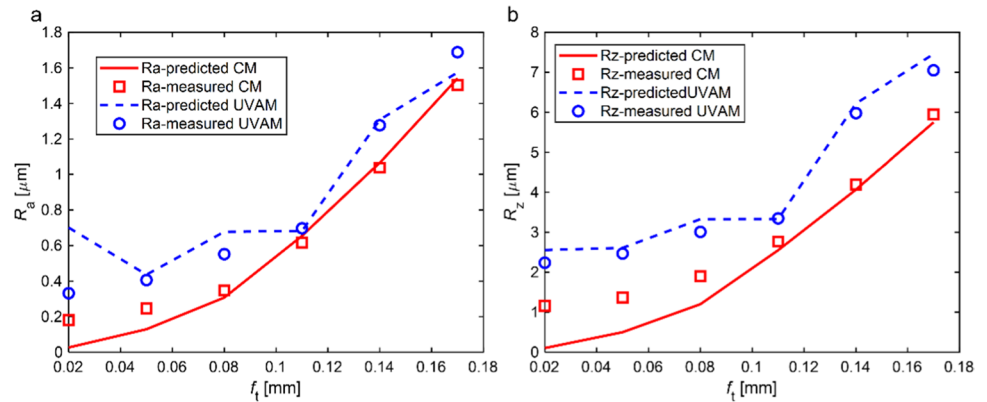 a
1.8
1.6
1.4
1.2
1
0.8
0.6
0.4
0.2
0
Ra-predicted CM
Ra-measured CM
Ra-predicted UVAM
Ra-measured UVAM
Ra [μm]
0.02 0.04 0.06 0.08 0.10 0.12 0.14 0.16 0.18
ft [mm]
b
8
7
6
5
4
3
2
1
0
Rz-predicted CM
Rz-measured CM
Rz-predictedUVAM
Rz-measured UVAM
Rz [μm]
0.02 0.04 0.06 0.08 0.10 0.12 0.14 0.16 0.18
ft [mm]